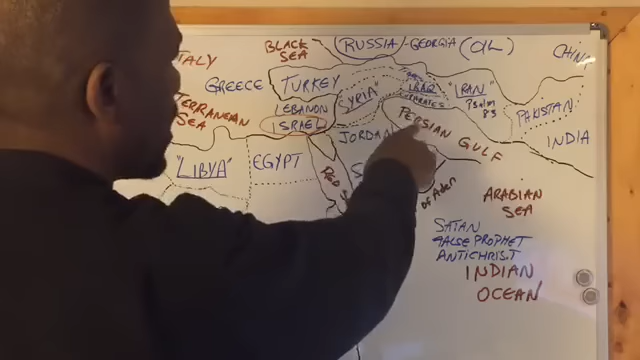 BLACK SEA
RUSSIA - GEORGIA (OIL)
CHINA
ITALY
GREECE
TURKEY
SYRIA
IRAQ
"IRAN"
Psalm 83
PAKISTAN
INDIA
TERRANEAN SEA
LEBANON
ISRAEL
JORDAN
PERSIAN GULF
"LIBYA"
EGYPT
RED
of Aden
ARABIAN SEA
SATAN
FALSE PROPHET
ANTICHRIST
INDIAN OCEAN